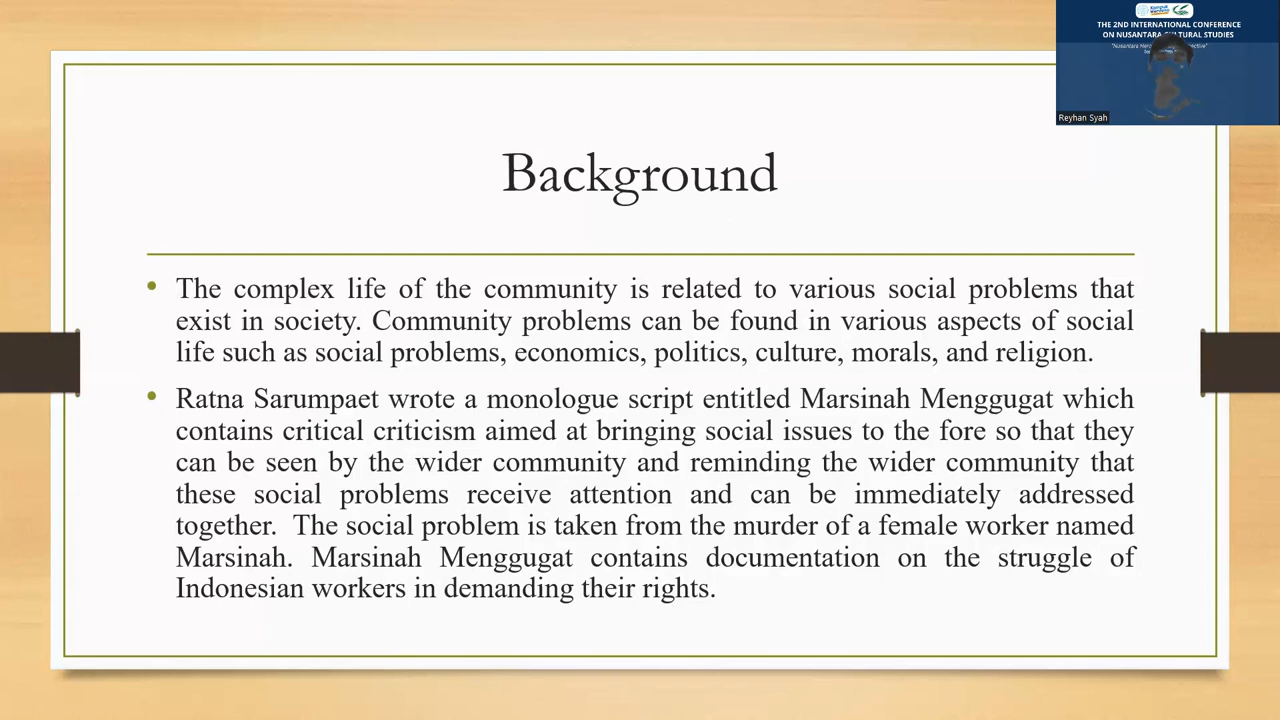 THE 2ND INTERNATIONAL CONFERENCE
ON NUSANTARA CULTURAL STUDIES
"Nusantara
Reyhan Syah
Background
• The complex life of the community is related to various social problems that
exist in society. Community problems can be found in various aspects of social
life such as social problems, economics, politics, culture, morals, and religion.
• Ratna Sarumpaet wrote a monologue script entitled Marsinah Menggugat which
contains critical criticism aimed at bringing social issues to the fore so that they
can be seen by the wider community and reminding the wider community that
these social problems receive attention and can be immediately addressed
together. The social problem is taken from the murder of a female worker named
Marsinah. Marsinah Menggugat contains documentation on the struggle of
Indonesian workers in demanding their rights.